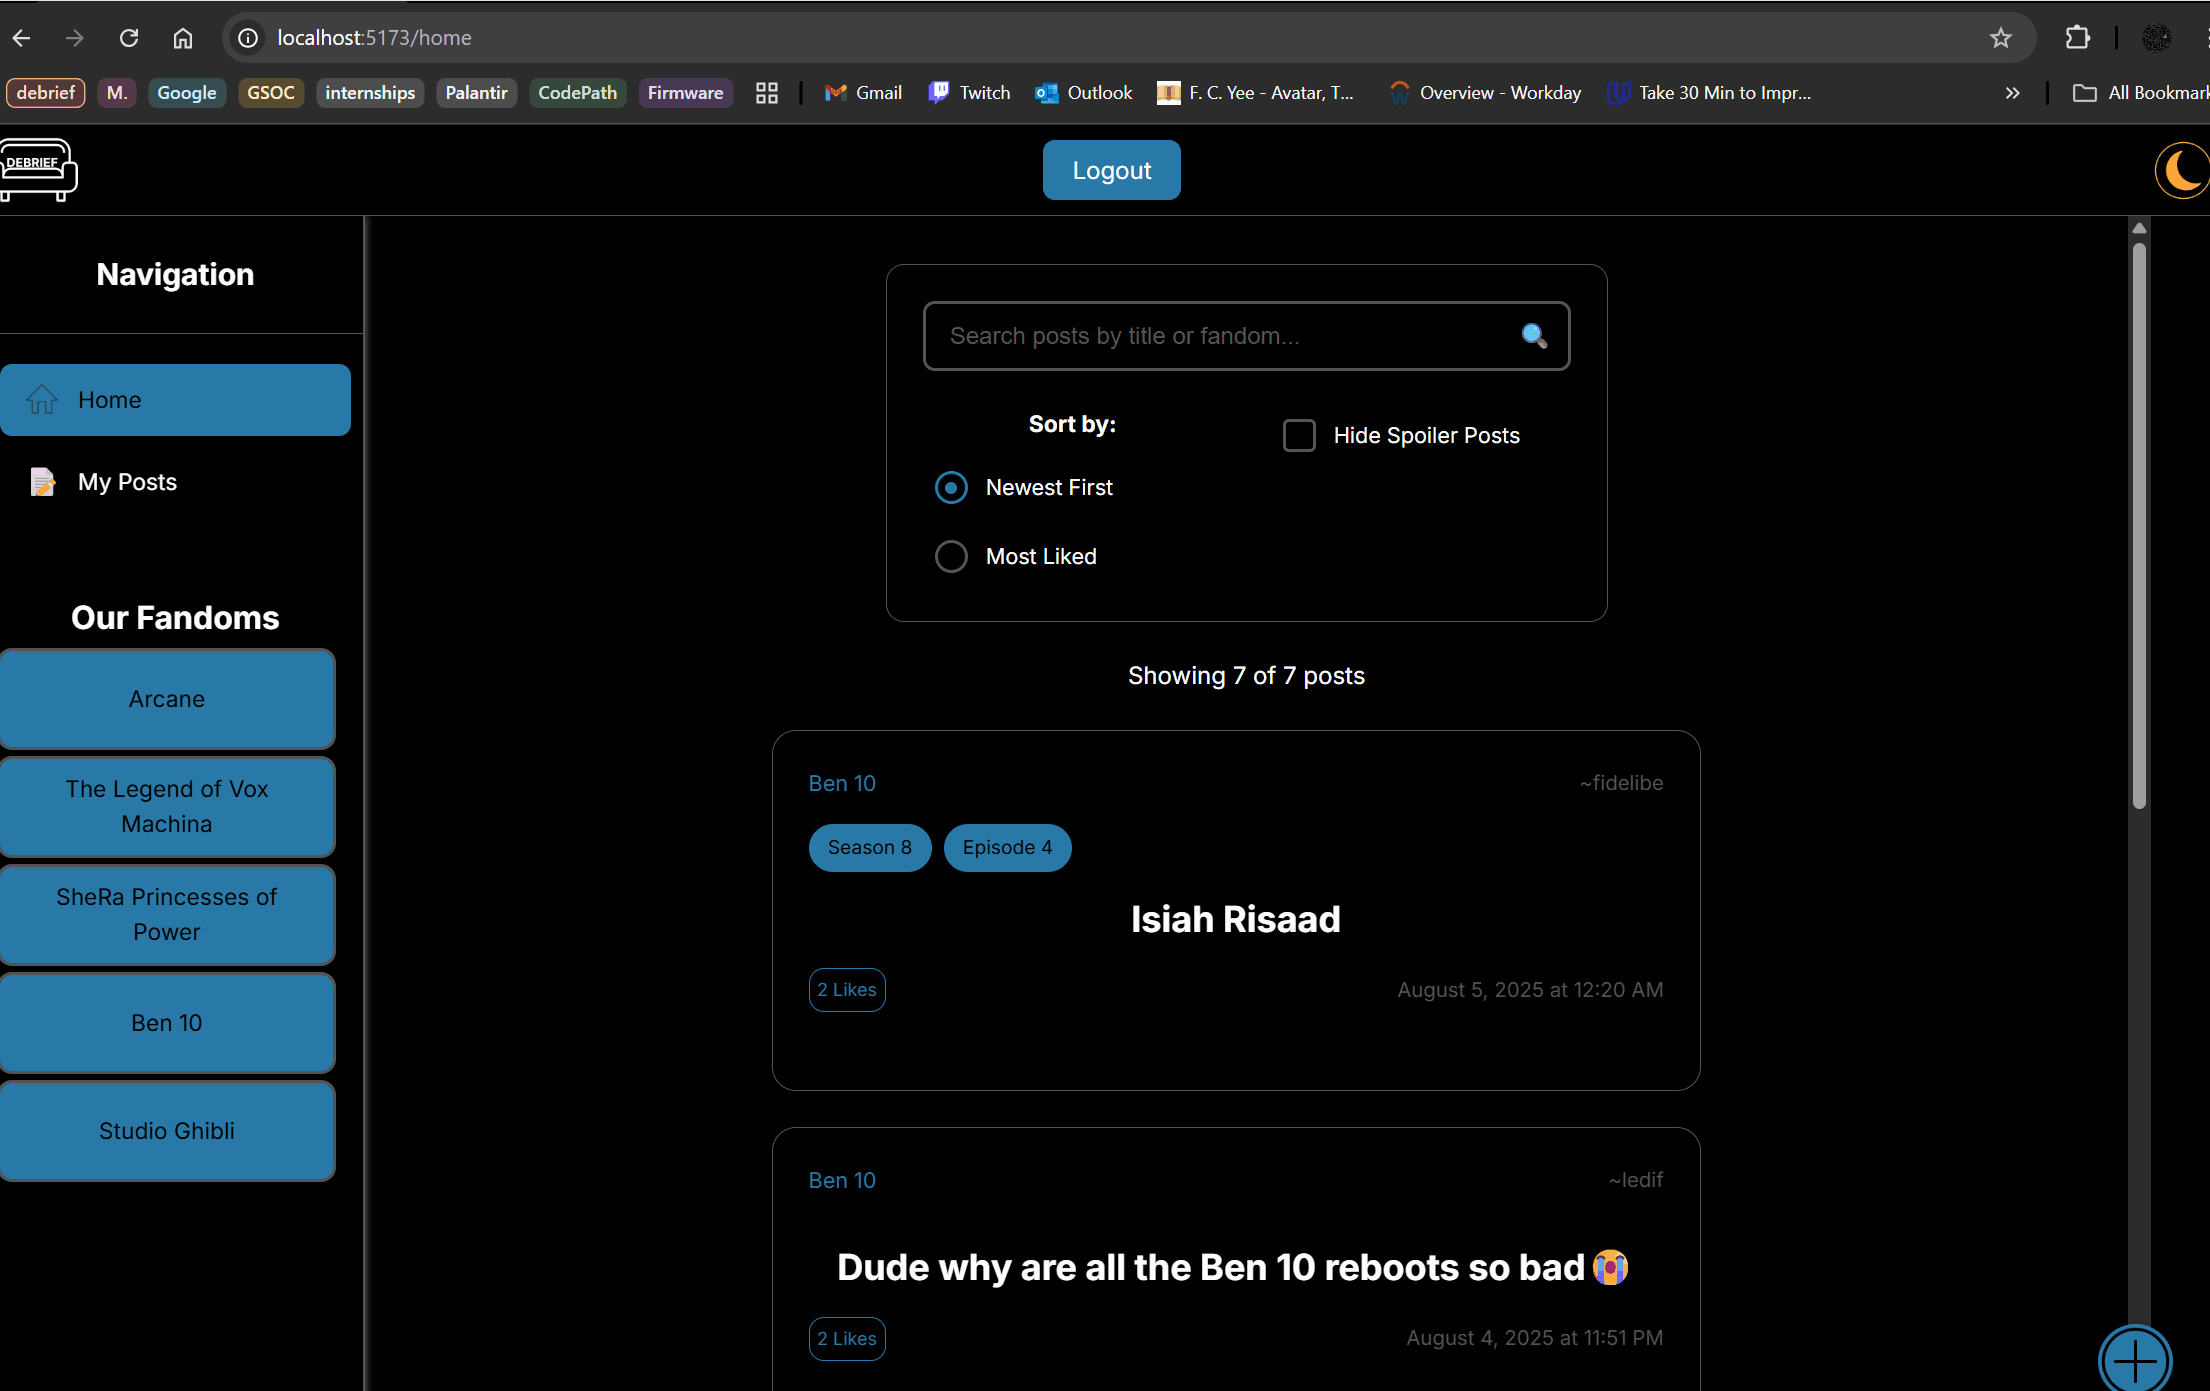 localhost:5173/home
debrief
M.
Google
GSOC
internships
Palantir
CodePath
Firmware
Gmail
Twitch
Outlook
F. C. Yee - Avatar, T...
Overview - Workday
Take 30 Min to Impr...
All Bookmark
DEBRIEF
Logout
Navigation
Home
My Posts
Our Fandoms
Arcane
The Legend of Vox
Machina
SheRa Princesses of
Power
Ben 10
Studio Ghibli
Search posts by title or fandom...
Sort by:
Hide Spoiler Posts
Newest First
Most Liked
Showing 7 of 7 posts
Ben 10
~fidelibe
Season 8
Episode 4
Isiah Risaad
2 Likes
August 5, 2025 at 12:20 AM
Ben 10
~ledif
Dude why are all the Ben 10 reboots so bad😭
2 Likes
August 4, 2025 at 11:51 PM